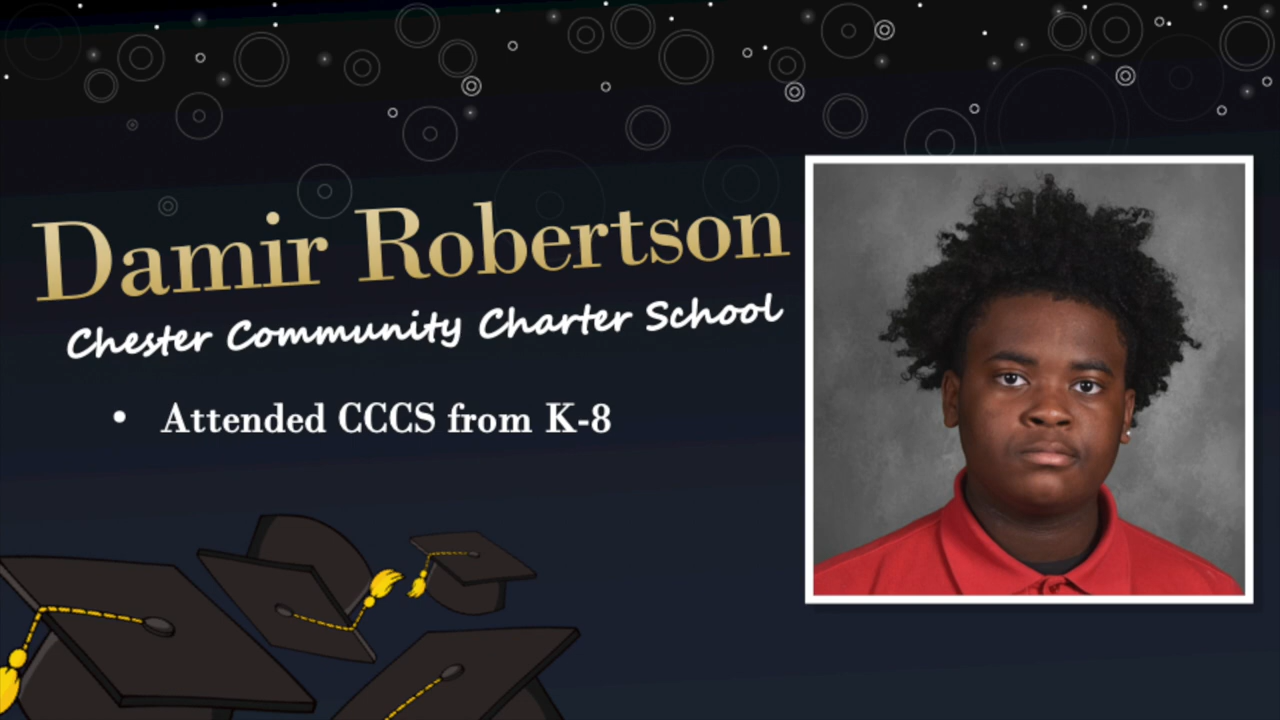 Damir Robertson
Chester Community Charter School
• Attended CCCS from K-8